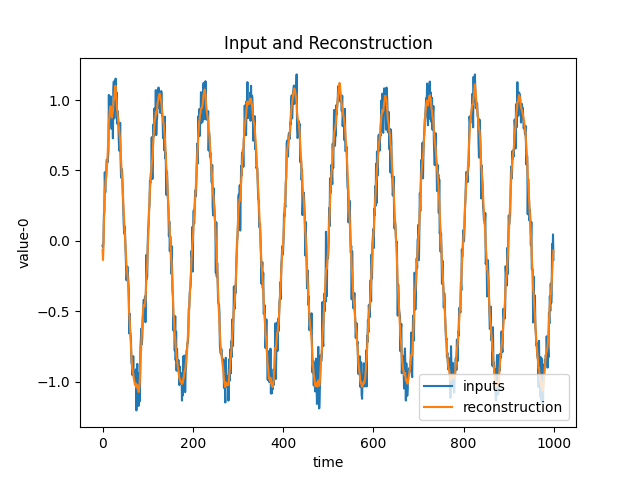 Input and Reconstruction
1.0
0.5
0.0
−0.5
−1.0
value-0
inputs
reconstruction
0 200 400 600 800 1000
time